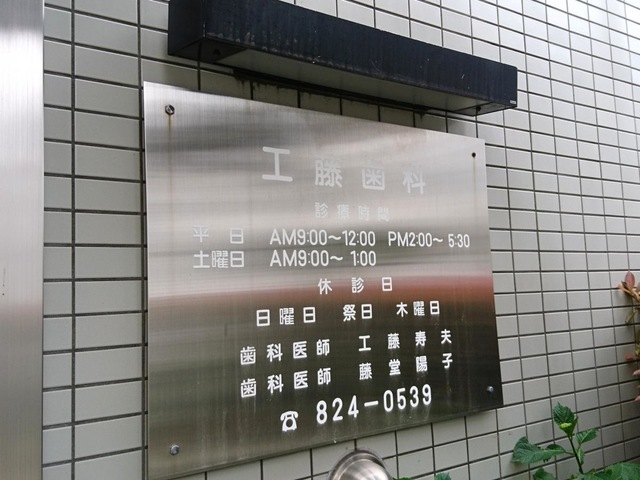 工藤歯科
診療時間
平日 AM9:00〜12:00 PM2:00〜5:30
土曜日 AM9:00〜1:00
休診日
日曜日 祭日 木曜日
歯科医師 工藤寿夫
歯科医師 藤堂陽子
☎824-0539